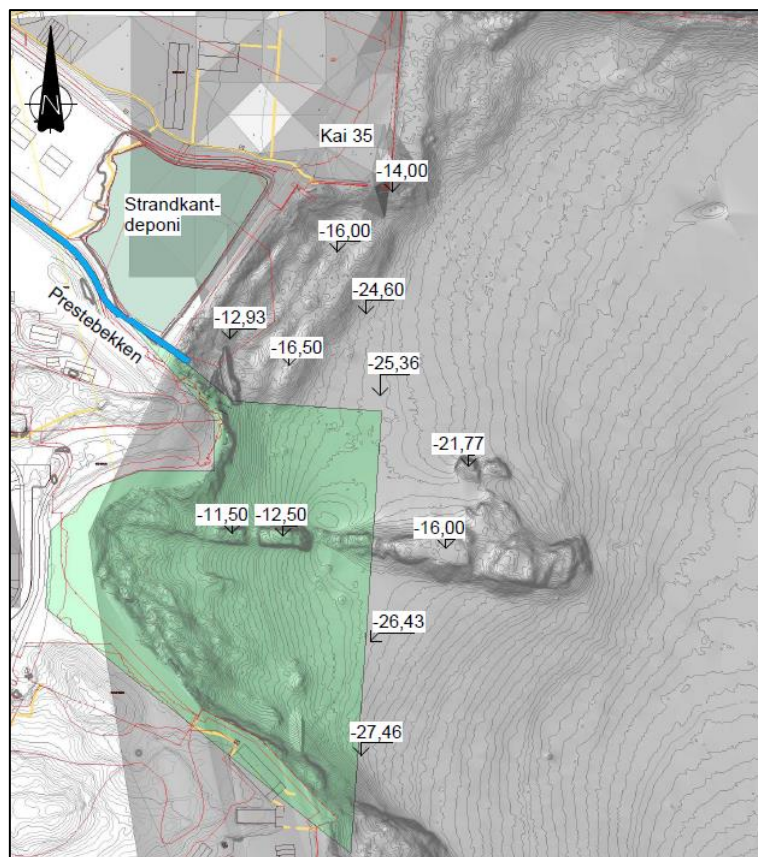 N
Kai 35
-14,00
Strandkant-
deponi
-16,00
-24,60
Prestebekken
-12,93
-16,50
-25,36
-21,77
-11,50
-12,50
-16,00
-26,43
-27,46